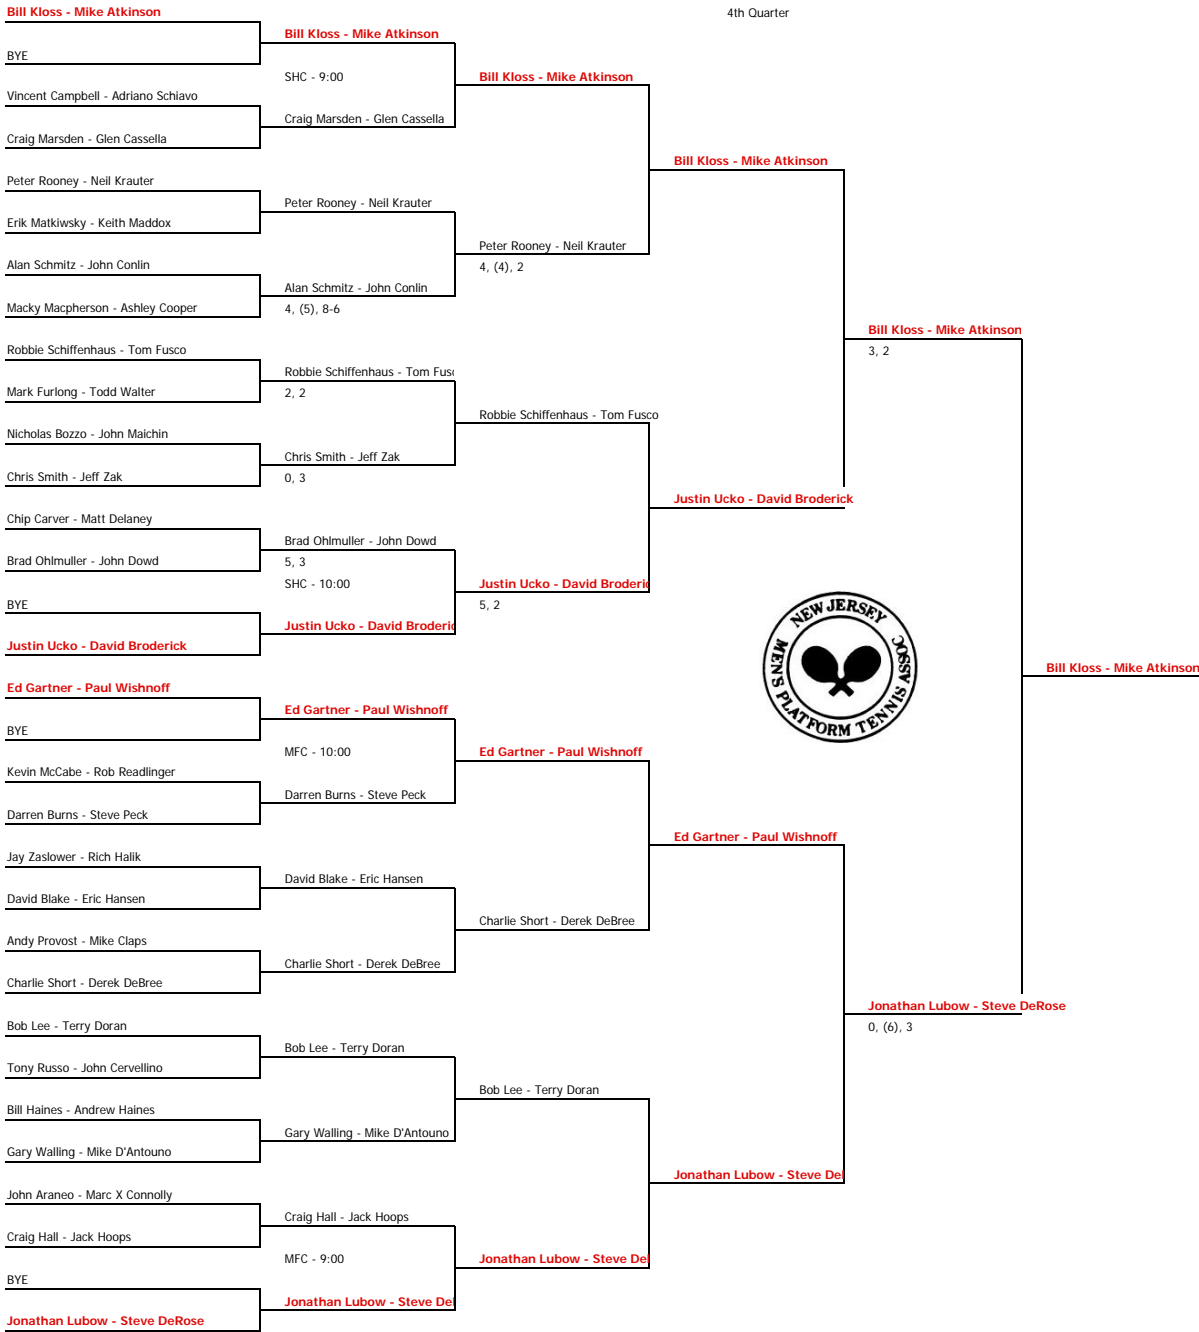 Bill Kloss - Mike Atkinson
4th Quarter
Bill Kloss - Mike Atkinson
BYE
SHC - 9:00
Bill Kloss - Mike Atkinson
Vincent Campbell - Adriano Schiavo
Craig Marsden - Glen Cassella
Craig Marsden - Glen Cassella
Bill Kloss - Mike Atkinson
Peter Rooney - Neil Krauter
Peter Rooney - Neil Krauter
Erik Matkiwsky - Keith Maddox
Peter Rooney - Neil Krauter
4, (4), 2
Alan Schmitz - John Conlin
Alan Schmitz - John Conlin
Macky Macpherson - Ashley Cooper
4, (5), 8-6
Bill Kloss - Mike Atkinson
3, 2
Robbie Schiffenhaus - Tom Fusco
Robbie Schiffenhaus - Tom Fusc
Mark Furlong - Todd Walter
2, 2
Robbie Schiffenhaus - Tom Fusco
Nicholas Bozzo - John Maichin
Chris Smith - Jeff Zak
Chris Smith - Jeff Zak
0, 3
Justin Ucko - David Broderick
Chip Carver - Matt Delaney
Brad Ohlmuller - John Dowd
Brad Ohlmuller - John Dowd
5, 3
SHC - 10:00
Justin Ucko - David Broderic
BYE
5, 2
Justin Ucko - David Broderic
Justin Ucko - David Broderick
NEW JERSEY
MENS PLATFORM TENNIS ASSOC
Bill Kloss - Mike Atkinson
Ed Gartner - Paul Wishnoff
Ed Gartner - Paul Wishnoff
BYE
MFC - 10:00
Ed Gartner - Paul Wishnoff
Kevin McCabe - Rob Readlinger
Darren Burns - Steve Peck
Darren Burns - Steve Peck
Ed Gartner - Paul Wishnoff
Jay Zaslower - Rich Halik
David Blake - Eric Hansen
David Blake - Eric Hansen
Charlie Short - Derek DeBree
Andy Provost - Mike Claps
Charlie Short - Derek DeBree
Charlie Short - Derek DeBree
Jonathan Lubow - Steve DeRose
0, (6), 3
Bob Lee - Terry Doran
Bob Lee - Terry Doran
Tony Russo - John Cervellino
Bob Lee - Terry Doran
Bill Haines - Andrew Haines
Gary Walling - Mike D'Antouno
Gary Walling - Mike D'Antouno
Jonathan Lubow - Steve De
John Araneo - Marc X Connolly
Craig Hall - Jack Hoops
Craig Hall - Jack Hoops
MFC - 9:00
Jonathan Lubow - Steve De
BYE
Jonathan Lubow - Steve De
Jonathan Lubow - Steve DeRose